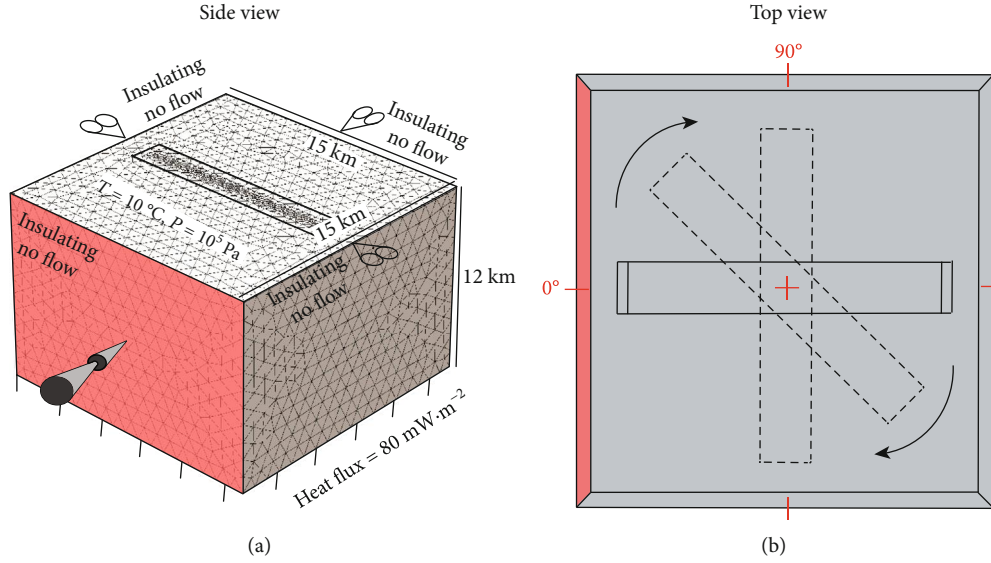 Side view
Insulating
no flow
Insulating
no flow
15 km
T = 10 °C, P = 10⁵ Pa
15 km
Insulating
no flow
Insulating
no flow
12 km
Heat flux = 80 mW·m⁻²
(a)
Top view
90°
0°
(b)